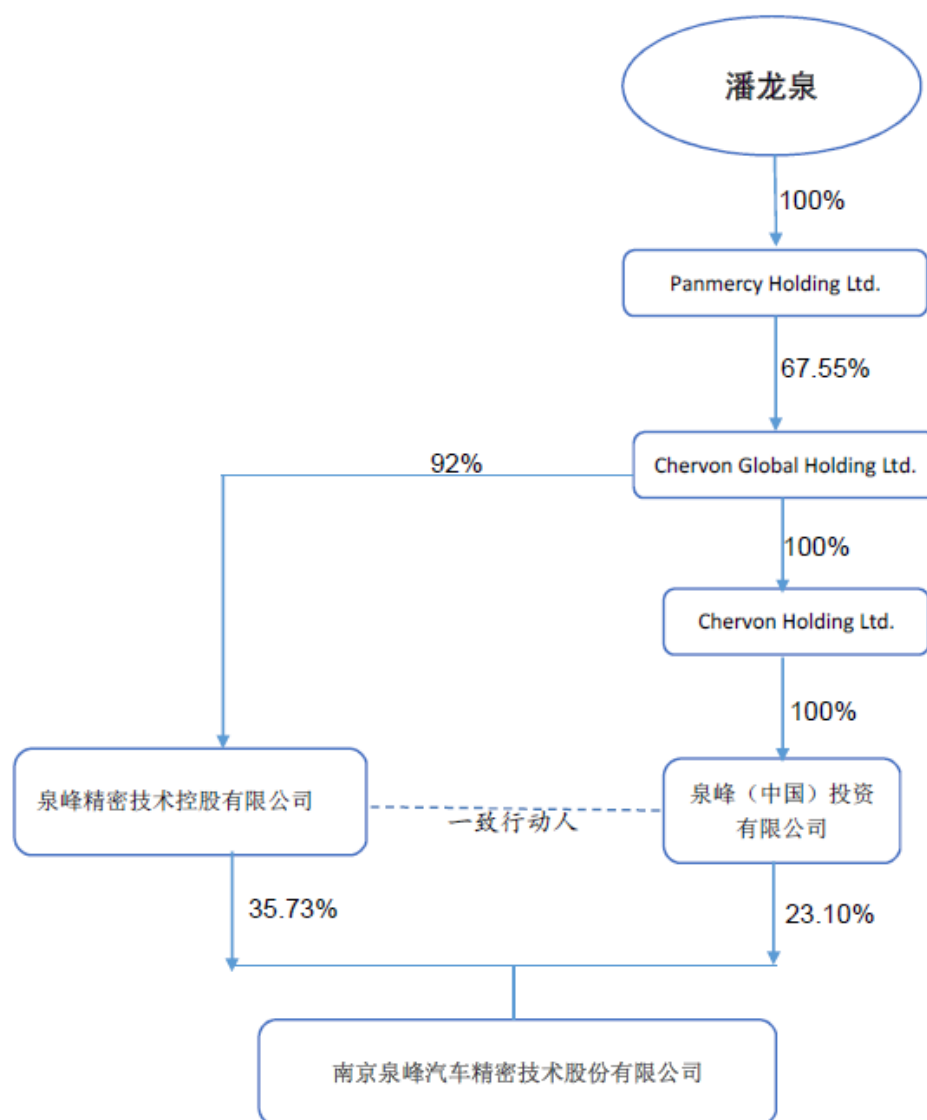 潘龙泉
100%
Panmercy Holding Ltd.
67.55%
Chervon Global Holding Ltd.
92%
100%
Chervon Holding Ltd.
100%
泉峰精密技术控股有限公司
一致行动人
泉峰（中国）投资
有限公司
35.73%
23.10%
南京泉峰汽车精密技术股份有限公司